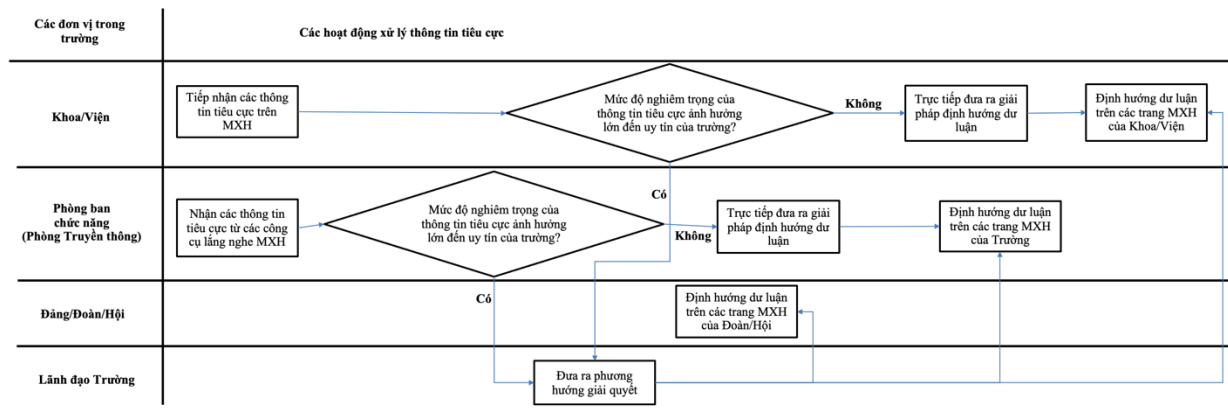 Các đơn vị trong
trường
Các hoạt động xử lý thông tin tiêu cực
Khoa/Viện
Tiếp nhận các thông
tin tiêu cực trên
MXH
Mức độ nghiêm trọng của
thông tin tiêu cực ảnh hưởng
lớn đến uy tín của trường?
Không
Trực tiếp đưa ra giải
pháp định hướng dư
luận
Định hướng dư luận
trên các trang MXH
của Khoa/Viện
Có
Phòng ban
chức năng
(Phòng Truyền thông)
Nhận các thông tin
tiêu cực từ các công
cụ lắng nghe MXH
Mức độ nghiêm trọng của
thông tin tiêu cực ảnh hưởng
lớn đến uy tín của trường?
Không
Trực tiếp đưa ra giải
pháp định hướng dư
luận
Định hướng dư luận
trên các trang MXH
của Trường
Có
Đảng/Đoàn/Hội
Định hướng dư luận
trên các trang MXH
của Đoàn/Hội
Lãnh đạo Trường
Đưa ra phương
hướng giải quyết